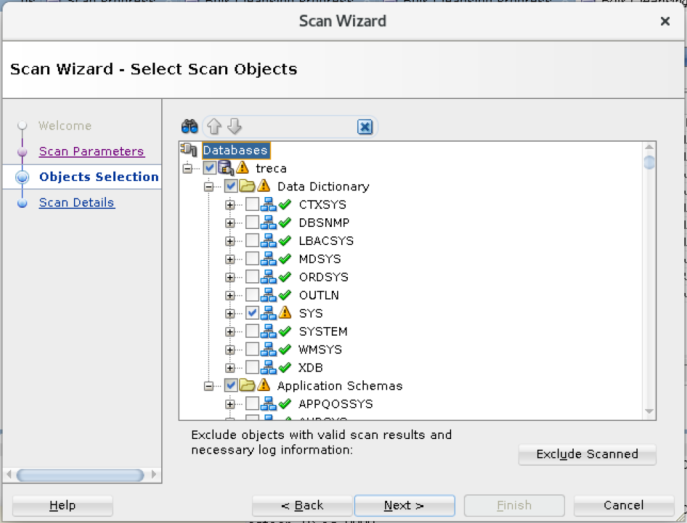 Scan Wizard
Scan Wizard - Select Scan Objects
Welcome
Scan Parameters
Objects Selection
Scan Details
Databases
treca
Data Dictionary
CTXSYS
DBSNMP
LBACSYS
MDSYS
ORDSYS
OUTLN
SYS
SYSTEM
WMSYS
XDB
Application Schemas
APPQOSSYS
Exclude objects with valid scan results and
necessary log information:
Exclude Scanned
Help
< Back
Next >
Finish
Cancel